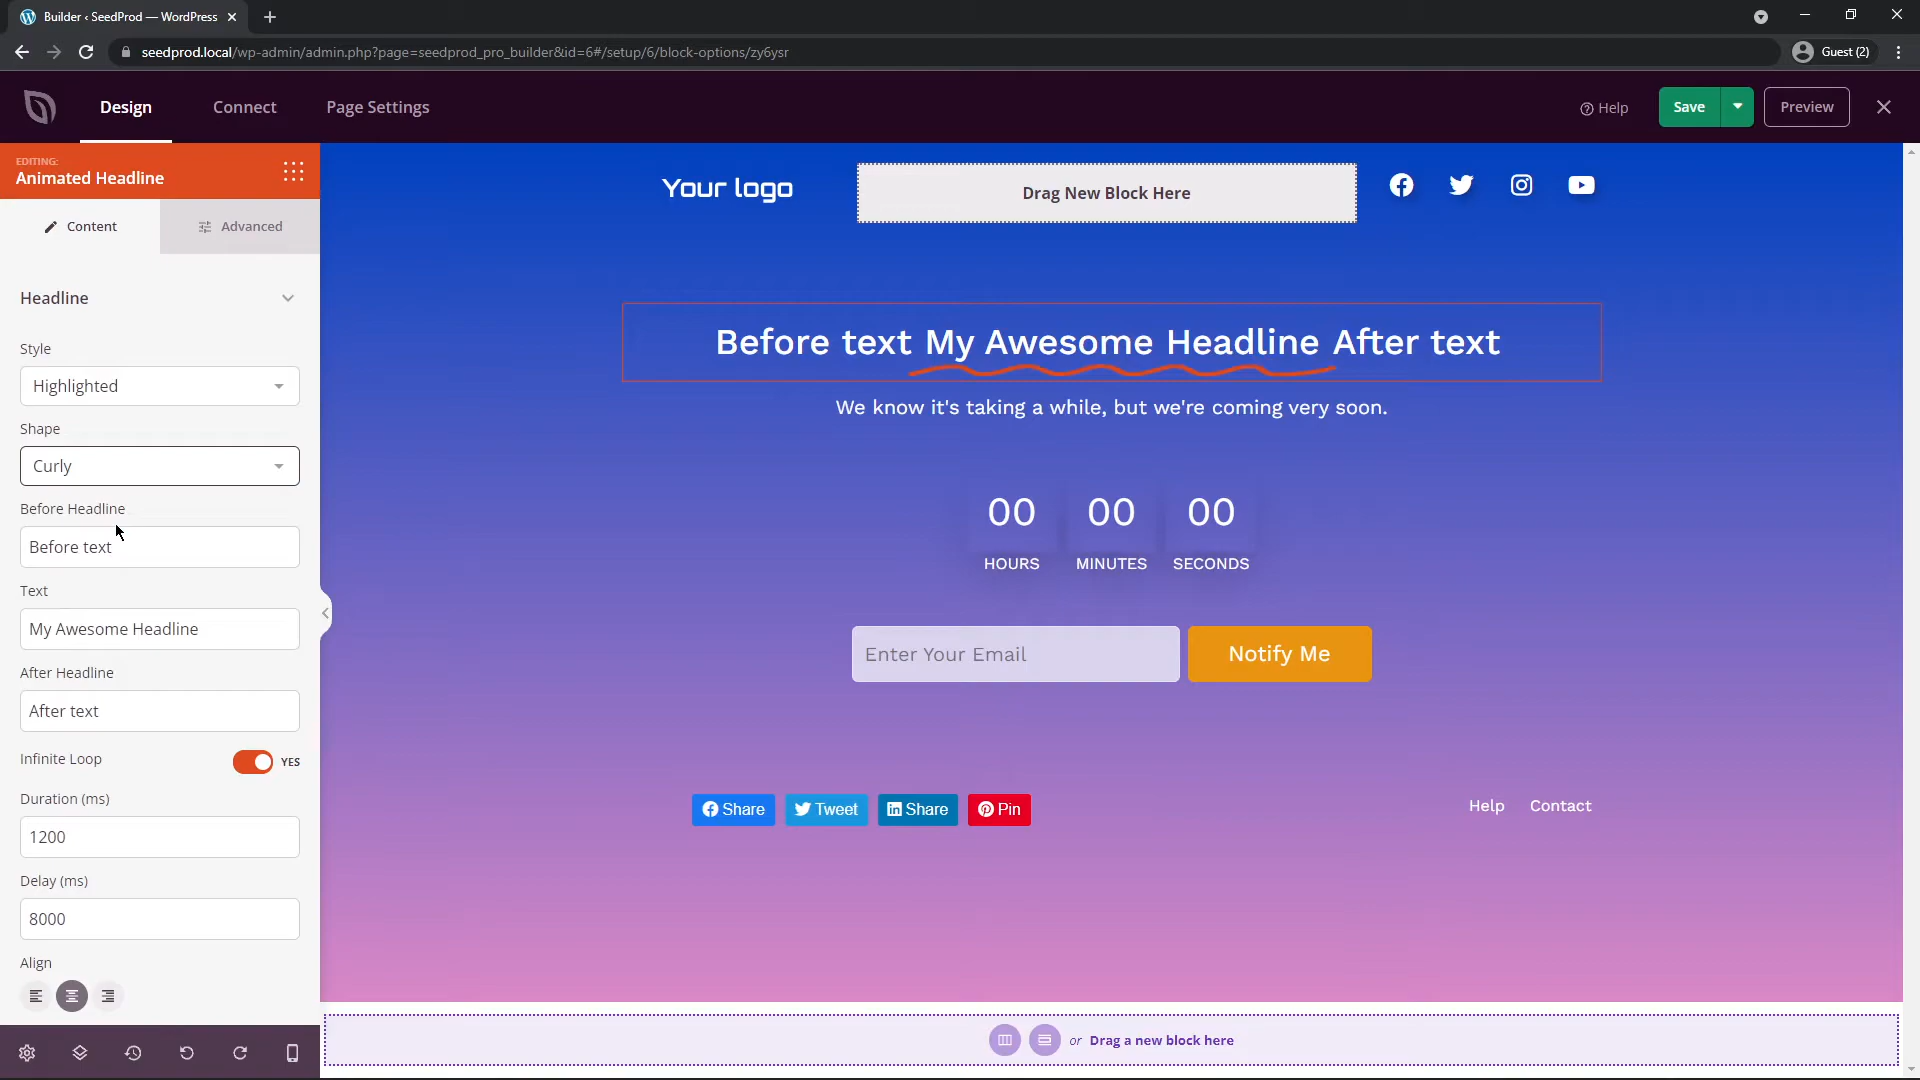 Builder ‹ SeedProd — WordPress
seedprod.local/wp-admin/admin.php?page=seedprod_pro_builder&id=6#/setup/6/block-options/zy6ysr
Guest (2)
Design
Connect
Page Settings
Help
Save
Preview
EDITING:
Animated Headline
Content
Advanced
Headline
Style
Highlighted
Shape
Curly
Before Headline
Before text
Text
My Awesome Headline
After Headline
After text
Infinite Loop
YES
Duration (ms)
1200
Delay (ms)
8000
Align
Your logo
Drag New Block Here
Before text My Awesome Headline After text
We know it's taking a while, but we're coming very soon.
00 00 00
HOURS MINUTES SECONDS
Enter Your Email
Notify Me
Share
Tweet
Share
Pin
Help
Contact
or Drag a new block here